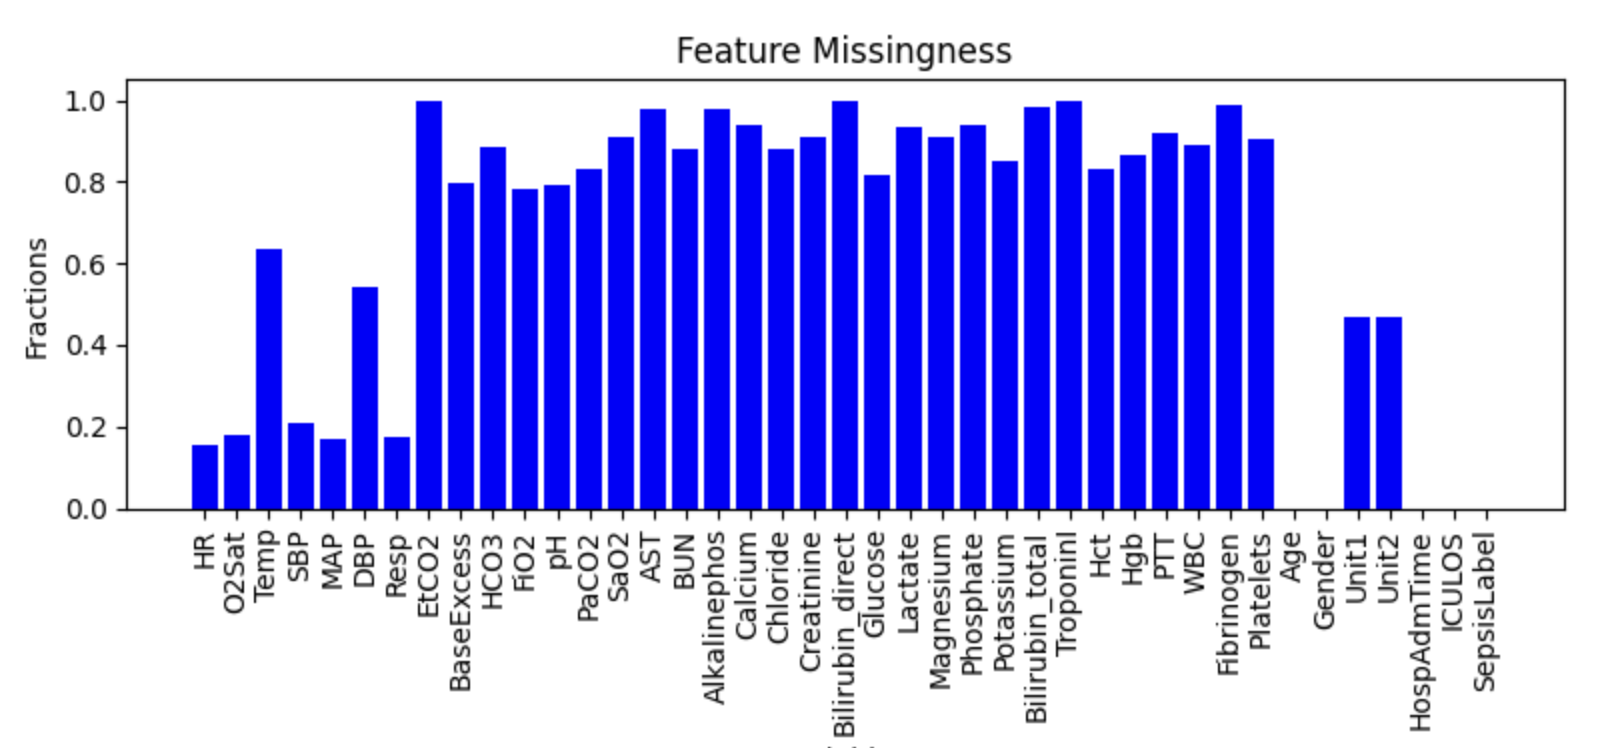 Feature Missingness
1.0
0.8
0.6
0.4
0.2
0.0
Fractions
HR
O2Sat
Temp
SBP
MAP
DBP
Resp
EtCO2
BaseExcess
HCO3
FiO2
pH
PaCO2
SaO2
AST
BUN
Alkalinephos
Calcium
Chloride
Creatinine
Bilirubin_direct
Glucose
Lactate
Magnesium
Phosphate
Potassium
Bilirubin_total
TroponinI
Hct
Hgb
PTT
WBC
Fibrinogen
Platelets
Age
Gender
Unit1
Unit2
HospAdmTime
ICULOS
SepsisLabel